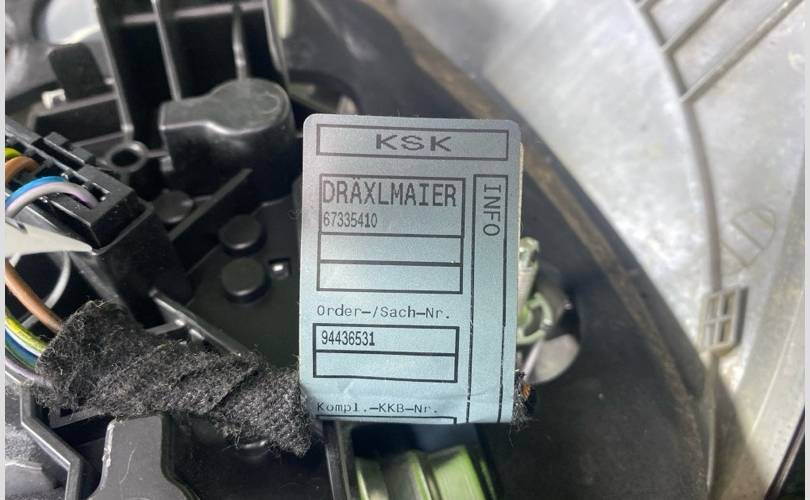 KSK
DRÄXLMAIER
67335410
INFO
Order-/Sach-Nr.
94436531
Kompl.-KKB-Nr.